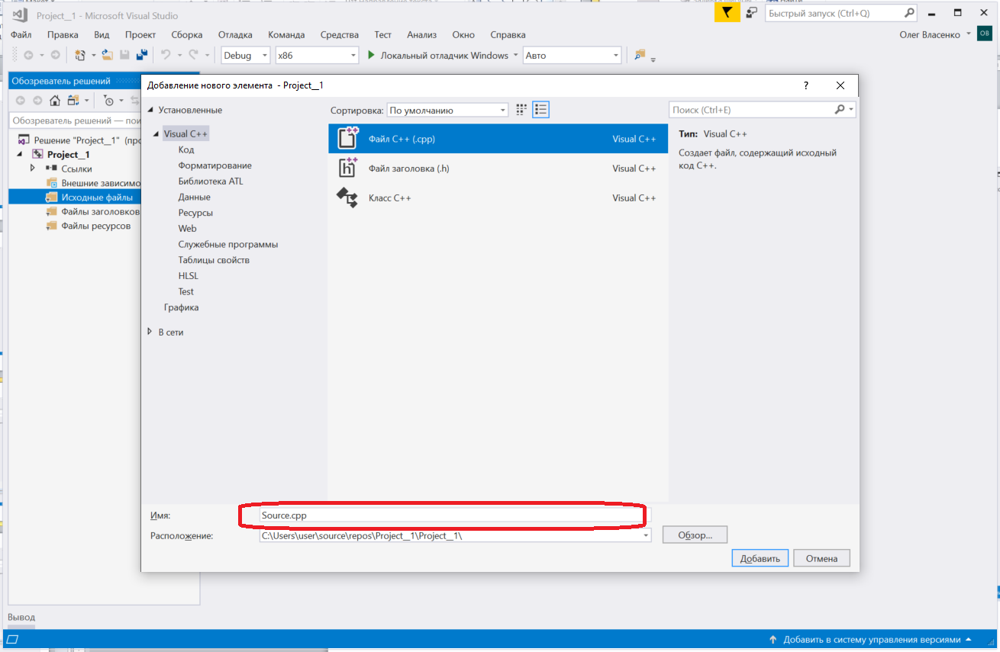 Project__1 - Microsoft Visual Studio
Быстрый запуск (Ctrl+Q)
Файл Правка Вид Проект Сборка Отладка Команда Средства Тест Анализ Окно Справка
Олег Власенко ОВ
Debug x86 Локальный отладчик Windows Авто
Обозреватель решений
Обозреватель решений — пои
Решение "Project__1" (про
Project__1
Ссылки
Внешние зависимо
Исходные файлы
Файлы заголовков
Файлы ресурсов
Добавление нового элемента - Project__1
?
Установленные
Visual C++
Код
Форматирование
Библиотека ATL
Данные
Ресурсы
Web
Служебные программы
Таблицы свойств
HLSL
Test
Графика
В сети
Сортировка: По умолчанию
Файл C++ (.cpp) Visual C++
Файл заголовка (.h) Visual C++
Класс C++ Visual C++
Поиск (Ctrl+E)
Тип: Visual C++
Создает файл, содержащий исходный
код C++.
Имя: Source.cpp
Расположение: C:\Users\user\source\repos\Project__1\Project__1\
Обзор...
Добавить Отмена
Вывод
Добавить в систему управления версиями